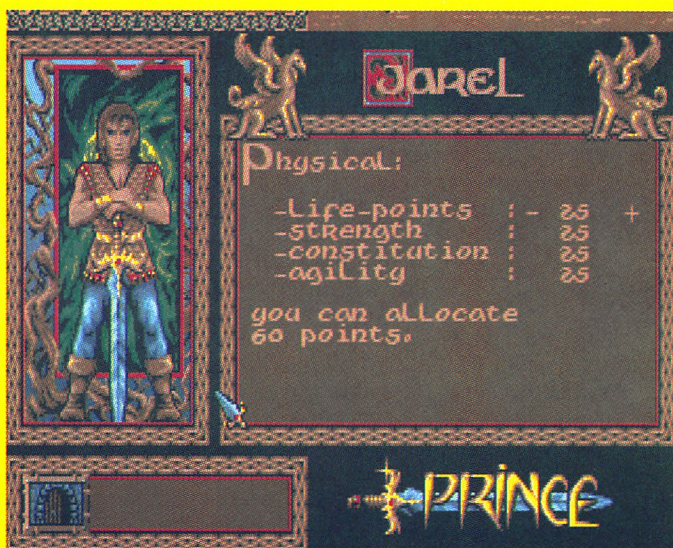 JAREL
Physical:
-Life-points : - 25 +
-strength : 25
-constitution : 25
-agility : 25
you can allocate
60 points.
PRINCE